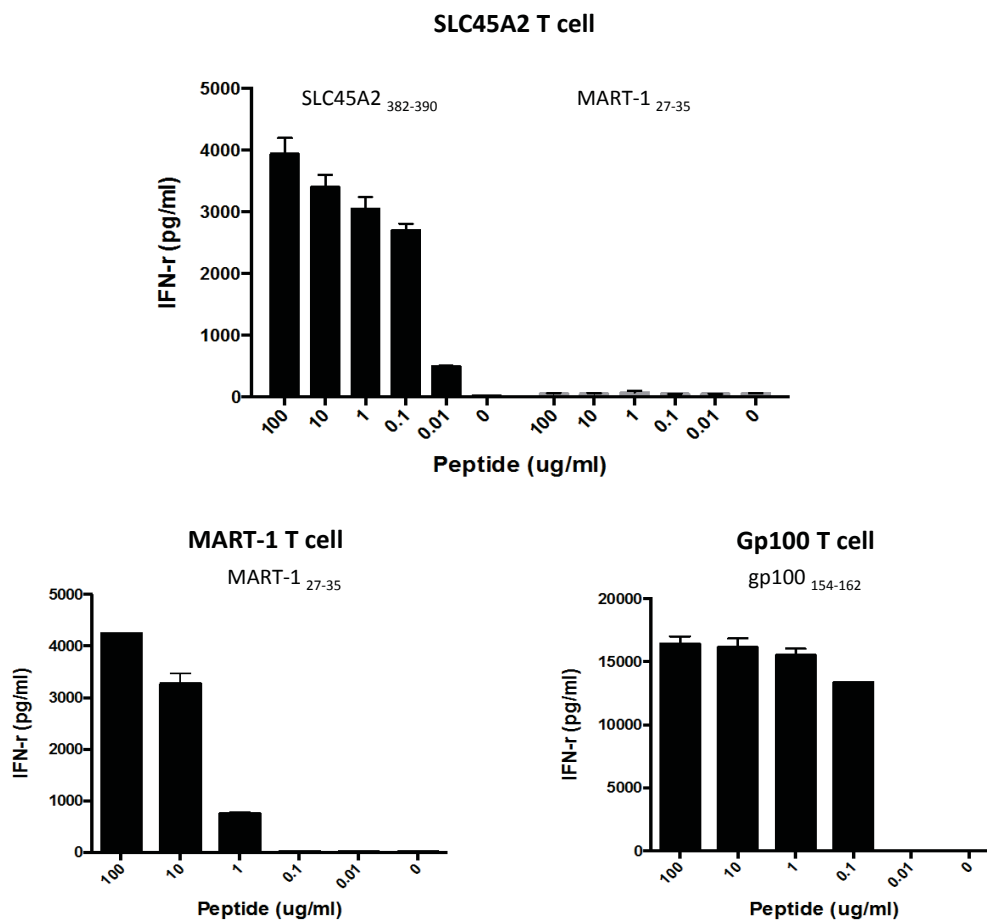 SLC45A2 T cell
SLC45A2 382-390
MART-1 27-35
5000
4000
3000
2000
1000
0
IFN-r (pg/ml)
100 10 1 0.1 0.01 0 100 10 1 0.1 0.01 0
Peptide (ug/ml)
MART-1 T cell
MART-1 27-35
5000
4000
3000
2000
1000
0
IFN-r (pg/ml)
100 10 1 0.1 0.01 0
Peptide (ug/ml)
Gp100 T cell
gp100 154-162
20000
15000
10000
5000
0
IFN-r (pg/ml)
100 10 1 0.1 0.01 0
Peptide (ug/ml)